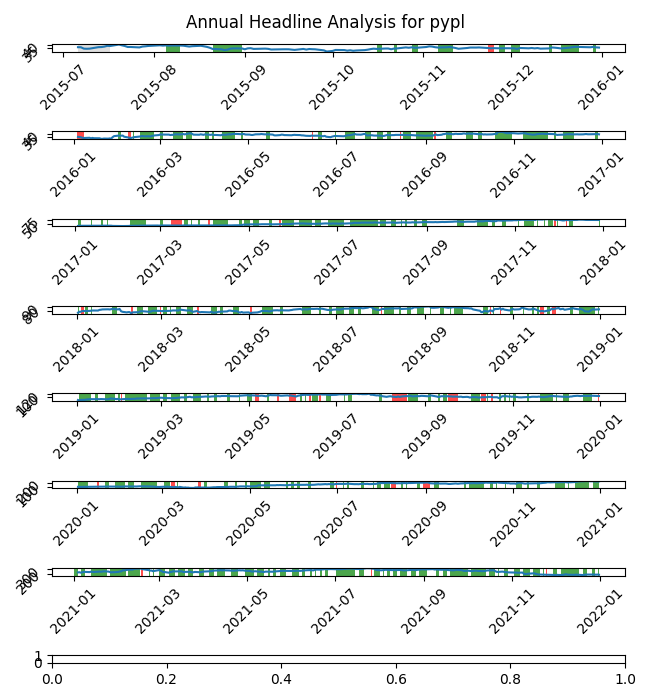 Annual Headline Analysis for pypl
2015-07 2015-08 2015-09 2015-10 2015-11 2015-12 2016-01
2016-01 2016-03 2016-05 2016-07 2016-09 2016-11 2017-01
2017-01 2017-03 2017-05 2017-07 2017-09 2017-11 2018-01
2018-01 2018-03 2018-05 2018-07 2018-09 2018-11 2019-01
2019-01 2019-03 2019-05 2019-07 2019-09 2019-11 2020-01
2020-01 2020-03 2020-05 2020-07 2020-09 2020-11 2021-01
2021-01 2021-03 2021-05 2021-07 2021-09 2021-11 2022-01
1
0
0.0 0.2 0.4 0.6 0.8 1.0